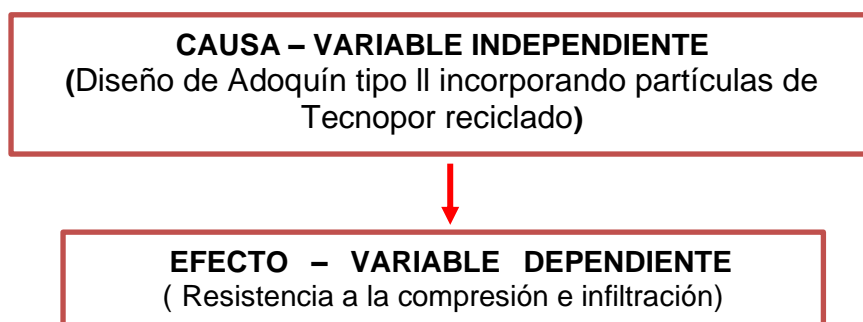 CAUSA – VARIABLE INDEPENDIENTE
(Diseño de Adoquín tipo II incorporando partículas de
Tecnopor reciclado)
EFECTO – VARIABLE DEPENDIENTE
( Resistencia a la compresión e infiltración)